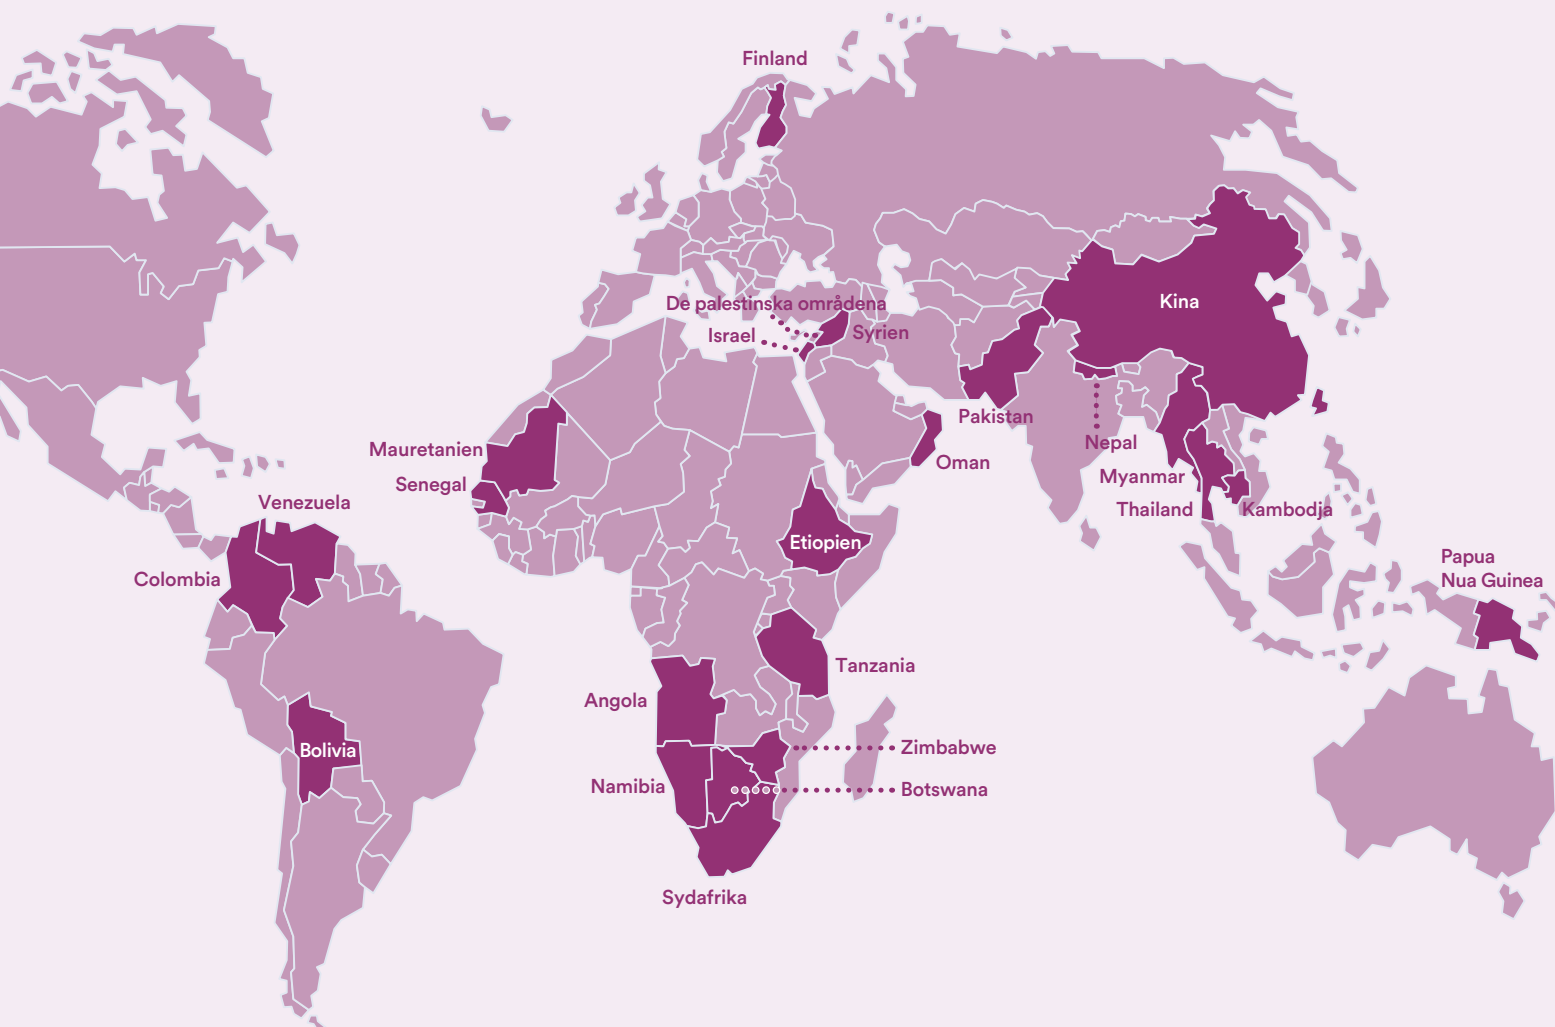 Finland
De palestinska områdena
Israel
Syrien
Kina
Pakistan
Nepal
Oman
Myanmar
Thailand
Kambodja
Mauretanien
Senegal
Venezuela
Colombia
Etiopien
Papua
Nua Guinea
Tanzania
Angola
Bolivia
Zimbabwe
Namibia
Botswana
Sydafrika